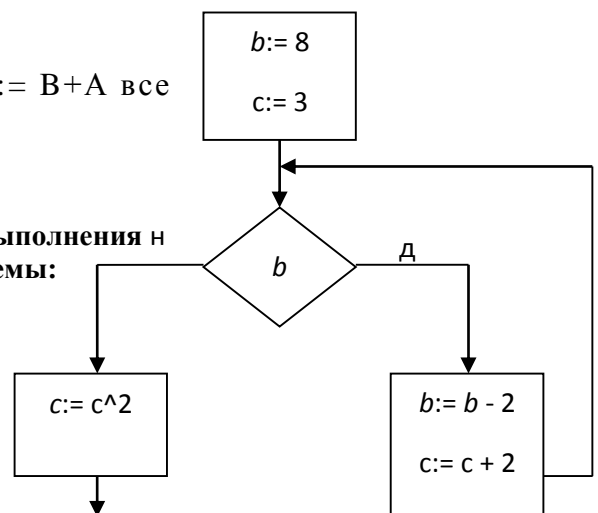 b:= 8
:= B+A все
c:= 3
ыполнения н
емы:
b
д
c:= c^2
b:= b - 2
c:= c + 2